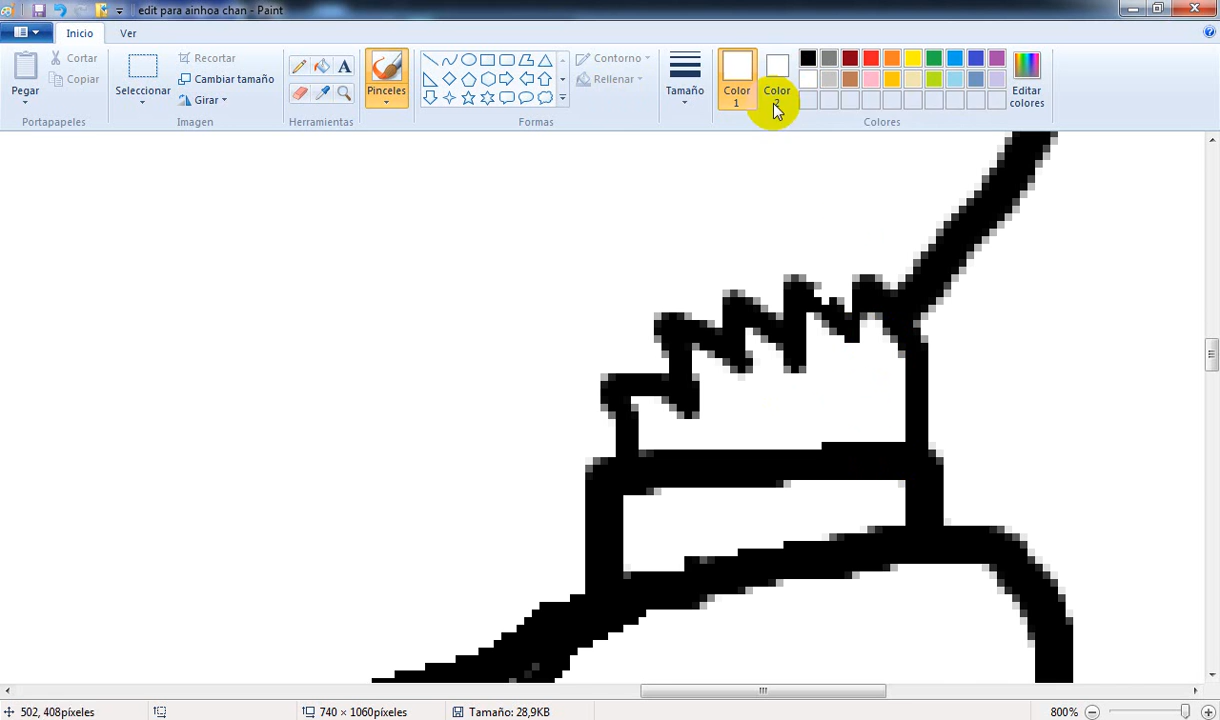 edit para ainhoa chan - Paint
Inicio
Ver
Pegar
Cortar
Copiar
Portapapeles
Seleccionar
Recortar
Cambiar tamaño
Girar
Imagen
A
Herramientas
Pinceles
Contorno
Rellenar
Formas
Tamaño
Color
1
Color
2
Editar
colores
Colores
502, 408píxeles
740 × 1060píxeles
Tamaño: 28,9KB
800%